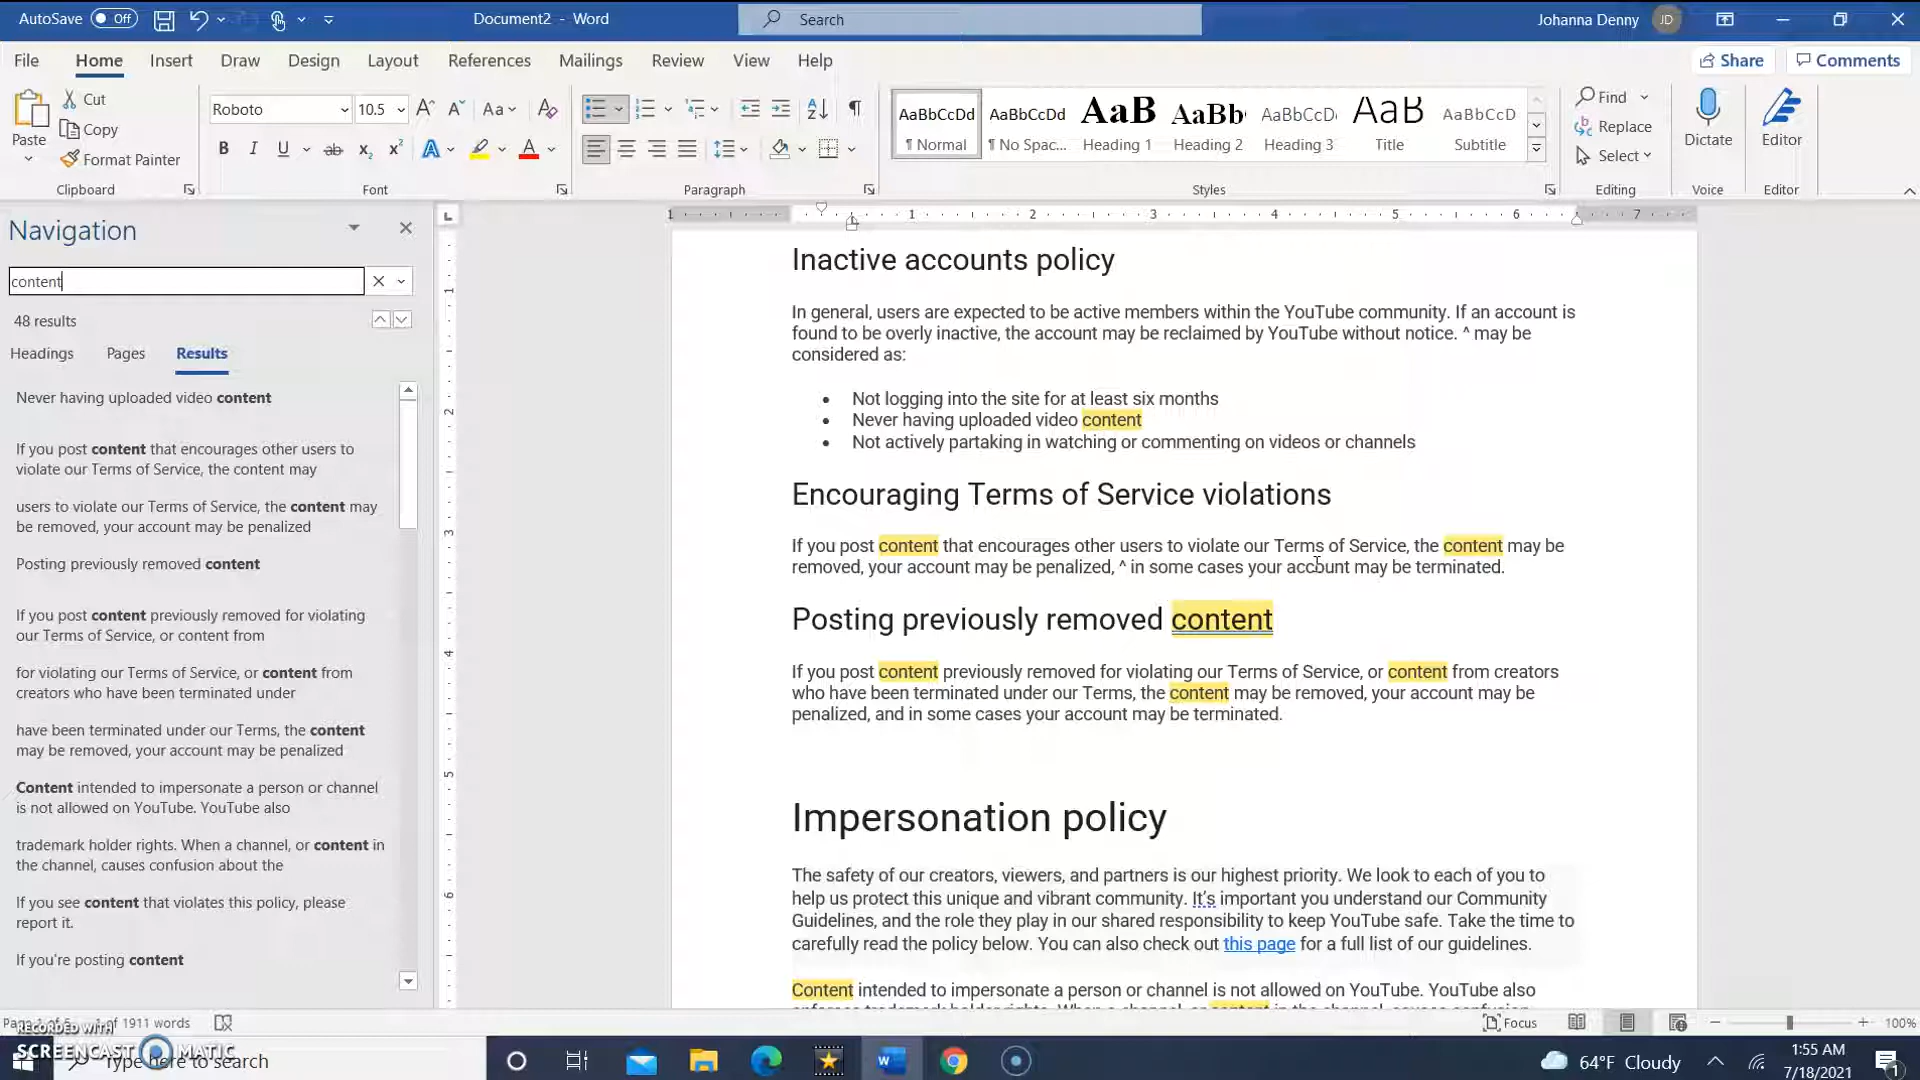 AutoSave Off Document2 - Word Search Johanna Denny JD
File Home Insert Draw Design Layout References Mailings Review View Help Share Comments
Paste
Cut
Copy
Format Painter
Clipboard
Roboto 10.5 Aa
B I U ab x₂ x² A A
Font
Paragraph
AaBbCcDd AaBbCcDd AaB AaBb( AaBbCcD( AaB AaBbCcD
¶ Normal ¶ No Spac... Heading 1 Heading 2 Heading 3 Title Subtitle
Styles
Find
Replace
Select
Editing
Dictate
Voice
Editor
Editor
Navigation
content
48 results
Headings Pages Results
Never having uploaded video content
If you post content that encourages other users to
violate our Terms of Service, the content may
users to violate our Terms of Service, the content may
be removed, your account may be penalized
Posting previously removed content
If you post content previously removed for violating
our Terms of Service, or content from
for violating our Terms of Service, or content from
creators who have been terminated under
have been terminated under our Terms, the content
may be removed, your account may be penalized
Content intended to impersonate a person or channel
is not allowed on YouTube. YouTube also
trademark holder rights. When a channel, or content in
the channel, causes confusion about the
If you see content that violates this policy, please
report it.
If you're posting content
1 1 2 3 4 5 6 7
1
2
3
4
5
6
Inactive accounts policy
In general, users are expected to be active members within the YouTube community. If an account is
found to be overly inactive, the account may be reclaimed by YouTube without notice. ^ may be
considered as:
• Not logging into the site for at least six months
• Never having uploaded video content
• Not actively partaking in watching or commenting on videos or channels
Encouraging Terms of Service violations
If you post content that encourages other users to violate our Terms of Service, the content may be
removed, your account may be penalized, ^ in some cases your account may be terminated.
Posting previously removed content
If you post content previously removed for violating our Terms of Service, or content from creators
who have been terminated under our Terms, the content may be removed, your account may be
penalized, and in some cases your account may be terminated.
Impersonation policy
The safety of our creators, viewers, and partners is our highest priority. We look to each of you to
help us protect this unique and vibrant community. It's important you understand our Community
Guidelines, and the role they play in our shared responsibility to keep YouTube safe. Take the time to
carefully read the policy below. You can also check out this page for a full list of our guidelines.
Content intended to impersonate a person or channel is not allowed on YouTube. YouTube also
of 1911 words Focus 100%
RECORDED WITH
SCREENCAST MATIC
Type here to search
64°F Cloudy
1:55 AM
7/18/2021
1